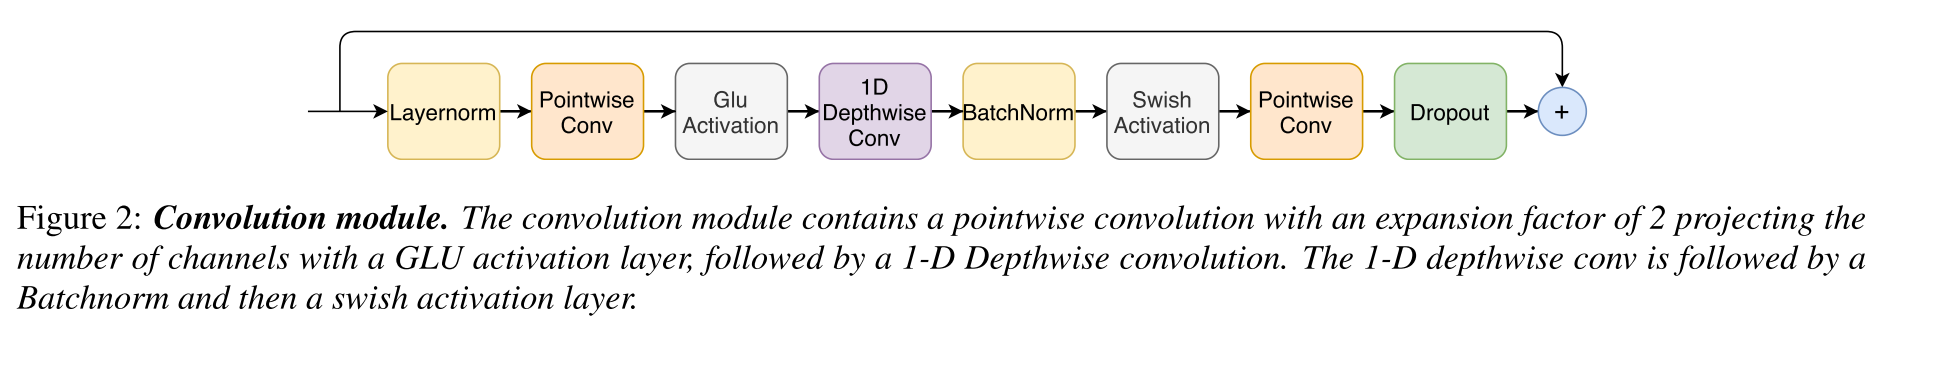 Layernorm
Pointwise
Conv
Glu
Activation
1D
Depthwise
Conv
BatchNorm
Swish
Activation
Pointwise
Conv
Dropout
+
Figure 2: Convolution module. The convolution module contains a pointwise convolution with an expansion factor of 2 projecting the
number of channels with a GLU activation layer, followed by a 1-D Depthwise convolution. The 1-D depthwise conv is followed by a
Batchnorm and then a swish activation layer.